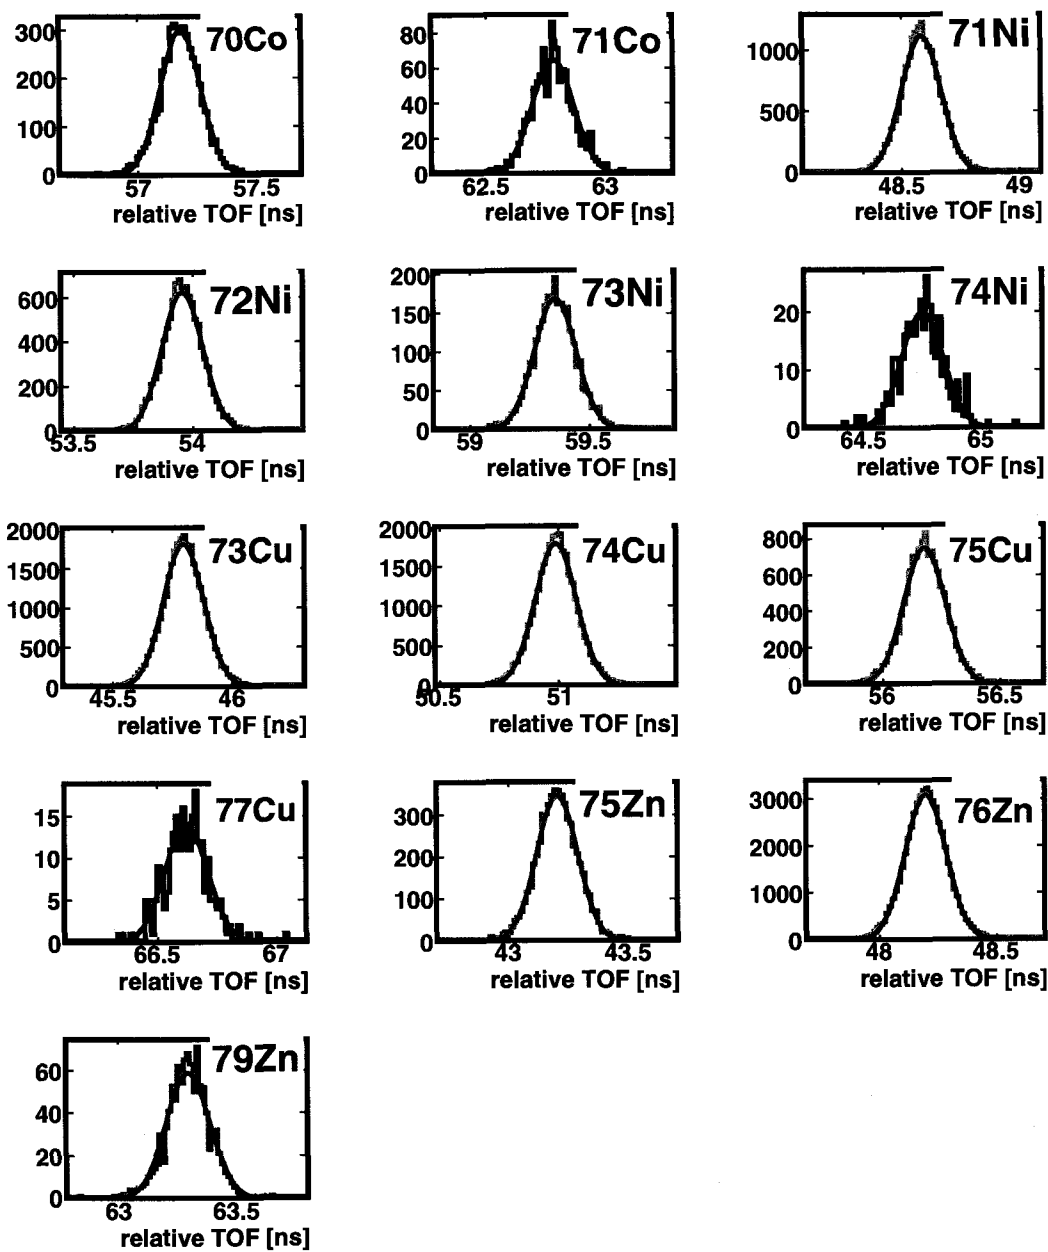 300 200 100 0 70Co
57 57.5
relative TOF [ns]
80 60 40 20 0 71Co
62.5 63
relative TOF [ns]
1000 500 0 71Ni
48.5 49
relative TOF [ns]
600 400 200 0 72Ni
53.5 54
relative TOF [ns]
200 150 100 50 0 73Ni
59 59.5
relative TOF [ns]
20 10 0 74Ni
64.5 65
relative TOF [ns]
2000 1500 1000 500 0 73Cu
45.5 46
relative TOF [ns]
2000 1500 1000 500 0 74Cu
50.5 51
relative TOF [ns]
800 600 400 200 0 75Cu
56 56.5
relative TOF [ns]
15 10 5 0 77Cu
66.5 67
relative TOF [ns]
300 200 100 0 75Zn
43 43.5
relative TOF [ns]
3000 2000 1000 0 76Zn
48 48.5
relative TOF [ns]
60 40 20 0 79Zn
63 63.5
relative TOF [ns]